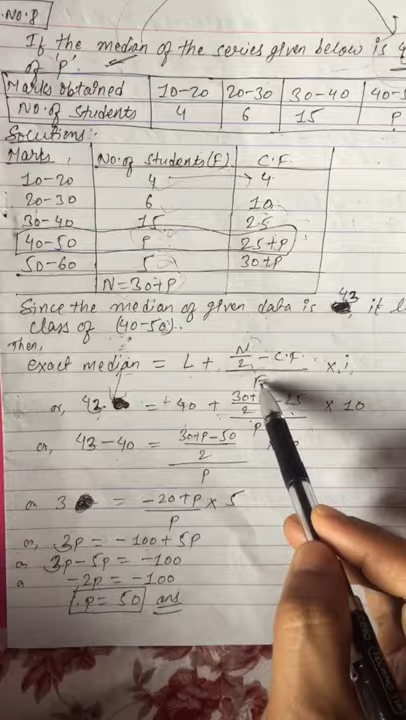 No. 8
If the median of the series given below is
of 'P'.
Marks obtained 10-20 20-30 30-40 40-5
No. of Students 4 6 15 P
Solutions:-
Marks No. of Students (F) C.F.
10-20 4 4
20-30 6 10
30-40 15 25
40-50 P 25+P
50-60 5 30+P
N=30+P
Since the median of given data is 43 it
class of (40-50).
Then,
exact median = L + N/2 - C.F. / F × i
or, 43 = 40 + 30+ /2 -25 / P × 10
or, 43-40 = 30+P-50 / 2 / P
or 3 = -20+P / P × 5
or, 3P = -100+5P
or 3P-5P = -100
-2P = -100
P = 50 ans